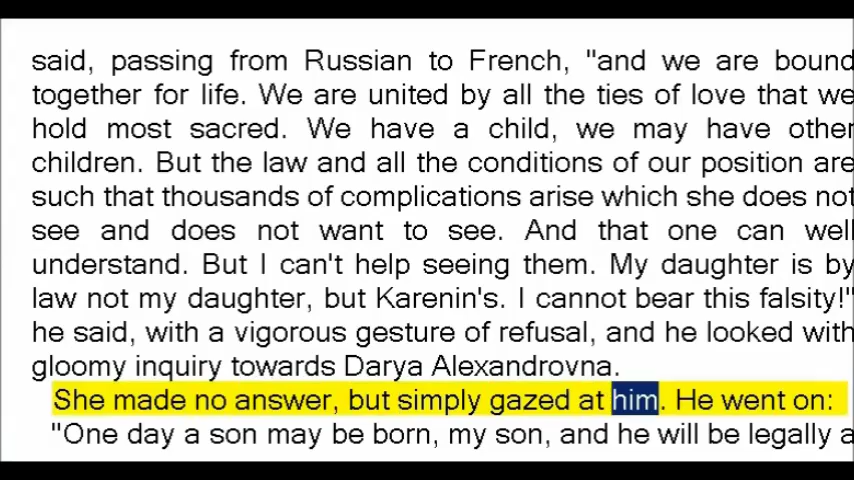 said, passing from Russian to French, "and we are bound
together for life. We are united by all the ties of love that we
hold most sacred. We have a child, we may have other
children. But the law and all the conditions of our position are
such that thousands of complications arise which she does not
see and does not want to see. And that one can well
understand. But I can't help seeing them. My daughter is by
law not my daughter, but Karenin's. I cannot bear this falsity!"
he said, with a vigorous gesture of refusal, and he looked with
gloomy inquiry towards Darya Alexandrovna.
She made no answer, but simply gazed at him. He went on:
"One day a son may be born, my son, and he will be legally a